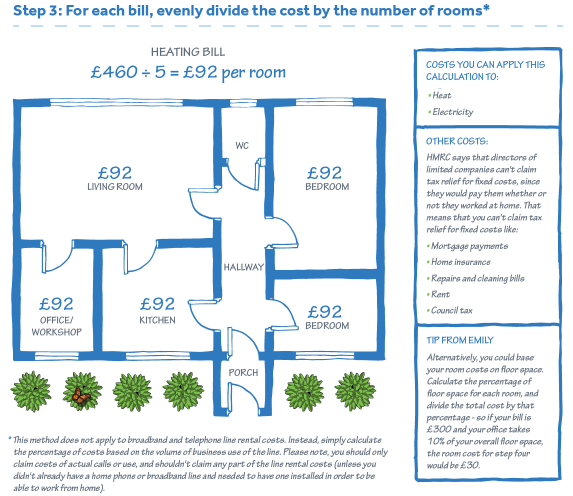 Step 3: For each bill, evenly divide the cost by the number of rooms*
HEATING BILL
£460 ÷ 5 = £92 per room
WC
£92
LIVING ROOM
£92
BEDROOM
HALLWAY
£92
OFFICE/
WORKSHOP
£92
KITCHEN
£92
BEDROOM
PORCH
COSTS YOU CAN APPLY THIS
CALCULATION TO:
• Heat
• Electricity
OTHER COSTS:
HMRC says that directors of
limited companies can't claim
tax relief for fixed costs, since
they would pay them whether or
not they worked at home. That
means that you can't claim tax
relief for fixed costs like:
• Mortgage payments
• Home insurance
• Repairs and cleaning bills
• Rent
• Council tax
TIP FROM EMILY
Alternatively, you could base
your room costs on floor space.
Calculate the percentage of
floor space for each room, and
divide the total cost by that
percentage - so if your bill is
£300 and your office takes
10% of your overall floor space,
the room cost for step four
would be £30.
* This method does not apply to broadband and telephone line rental costs. Instead, simply calculate
the percentage of costs based on the volume of business use of the line. Please note, you should only
claim costs of actual calls or use, and shouldn't claim any part of the line rental costs (unless you
didn't already have a home phone or broadband line and needed to have one installed in order to be
able to work from home).